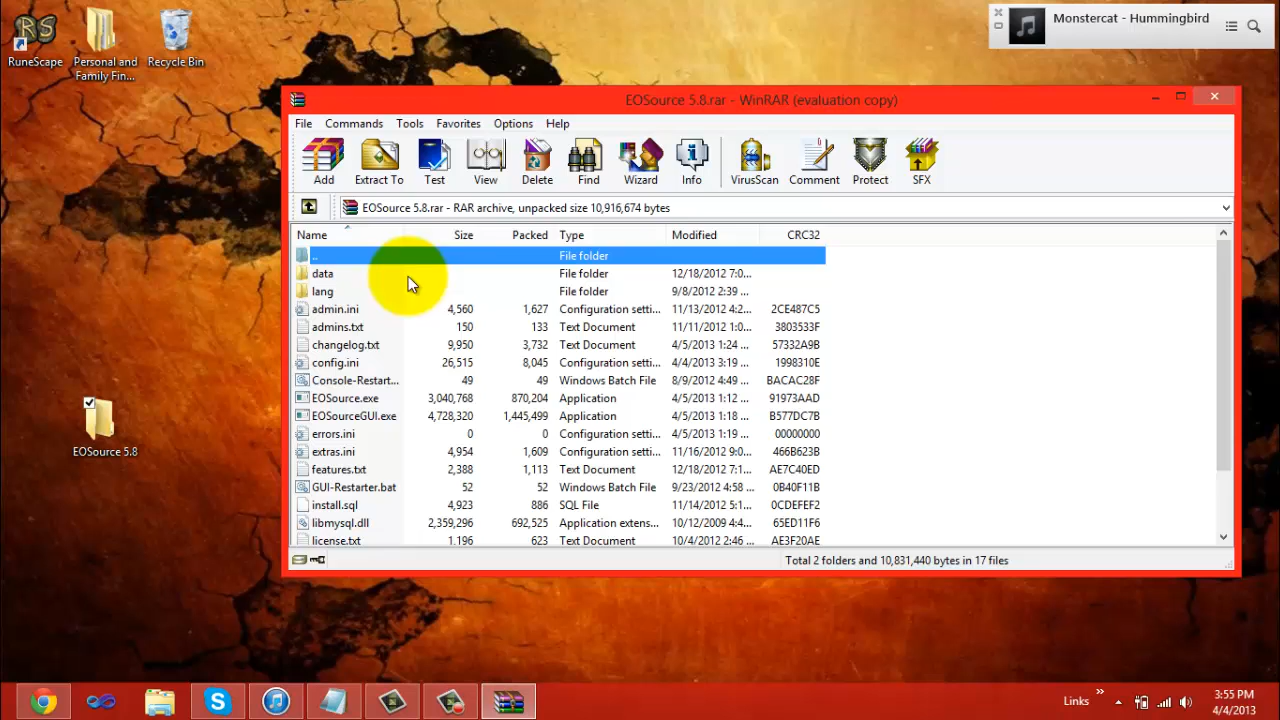 RS
RuneScape
Personal and
Family Fin...
Recycle Bin
Monstercat - Hummingbird
EOSource 5.8.rar - WinRAR (evaluation copy)
File Commands Tools Favorites Options Help
Add Extract To Test View Delete Find Wizard Info VirusScan Comment Protect SFX
EOSource 5.8.rar - RAR archive, unpacked size 10,916,674 bytes
Name Size Packed Type Modified CRC32
.. File folder
data File folder 12/18/2012 7:0...
lang File folder 9/8/2012 2:39 ...
admin.ini 4,560 1,627 Configuration setti... 11/13/2012 4:2... 2CE487C5
admins.txt 150 133 Text Document 11/11/2012 1:0... 3803533F
changelog.txt 9,950 3,732 Text Document 4/5/2013 1:24 ... 57332A9B
config.ini 26,515 8,045 Configuration setti... 4/4/2013 3:19 ... 1998310E
Console-Restart... 49 49 Windows Batch File 8/9/2012 4:49 ... BACAC28F
EOSource.exe 3,040,768 870,204 Application 4/5/2013 1:12 ... 91973AAD
EOSourceGUI.exe 4,728,320 1,445,499 Application 4/5/2013 1:18 ... B577DC7B
errors.ini 0 0 Configuration setti... 4/5/2013 1:19 ... 00000000
extras.ini 4,954 1,609 Configuration setti... 11/16/2012 9:0... 466B623B
features.txt 2,388 1,113 Text Document 12/18/2012 7:1... AE7C40ED
GUI-Restarter.bat 52 52 Windows Batch File 9/23/2012 4:58 ... 0B40F11B
install.sql 4,923 886 SQL File 11/14/2012 5:1... 0CDEFEF2
libmysql.dll 2,359,296 692,525 Application extens... 10/12/2009 4:4... 65ED11F6
license.txt 1,196 623 Text Document 10/4/2012 2:46 ... AE3F20AE
Total 2 folders and 10,831,440 bytes in 17 files
EOSource 5.8
Links
3:55 PM
4/4/2013